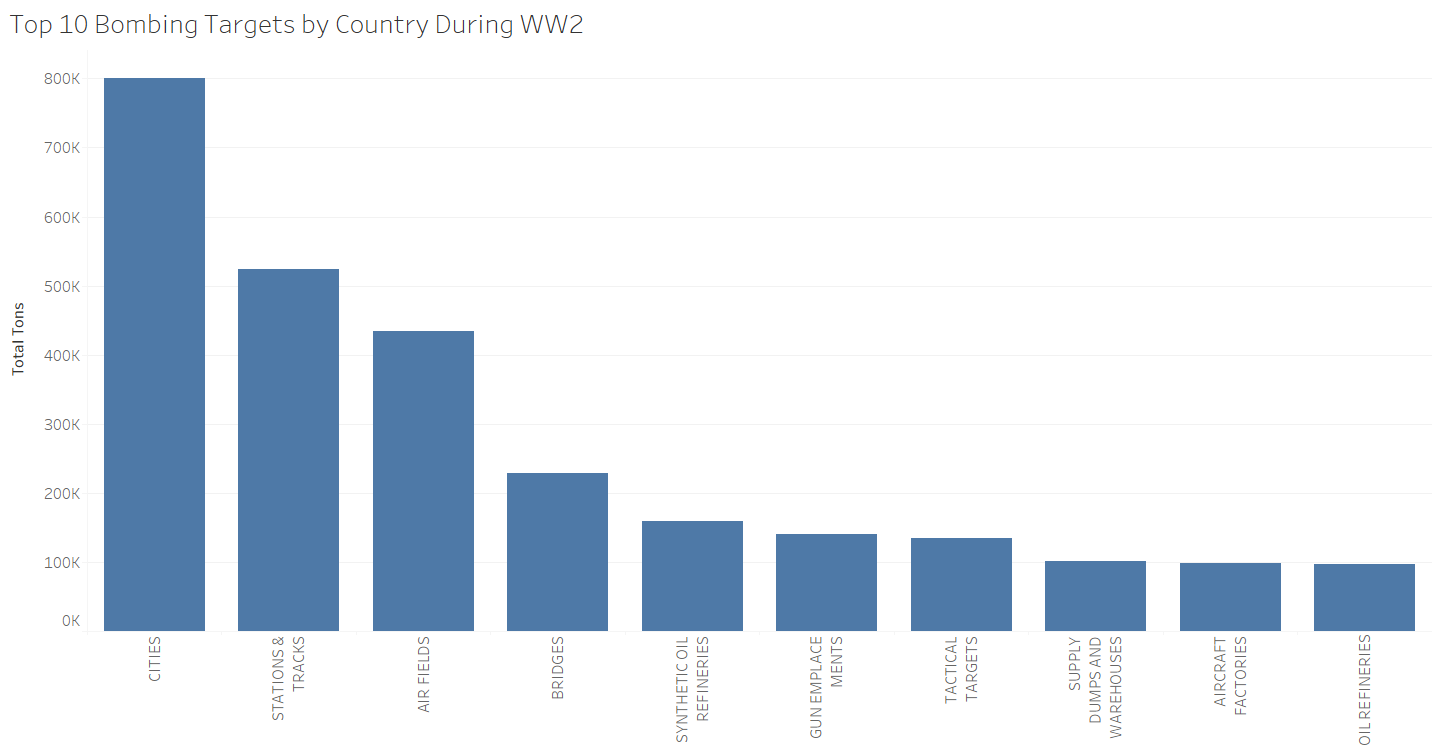 Top 10 Bombing Targets by Country During WW2
800K
700K
600K
500K
400K
300K
200K
100K
0K
Total Tons
CITIES
STATIONS &
TRACKS
AIR FIELDS
BRIDGES
SYNTHETIC OIL
REFINERIES
GUN EMPLACE
MENTS
TACTICAL
TARGETS
SUPPLY
DUMPS AND
WAREHOUSES
AIRCRAFT
FACTORIES
OIL REFINERIES